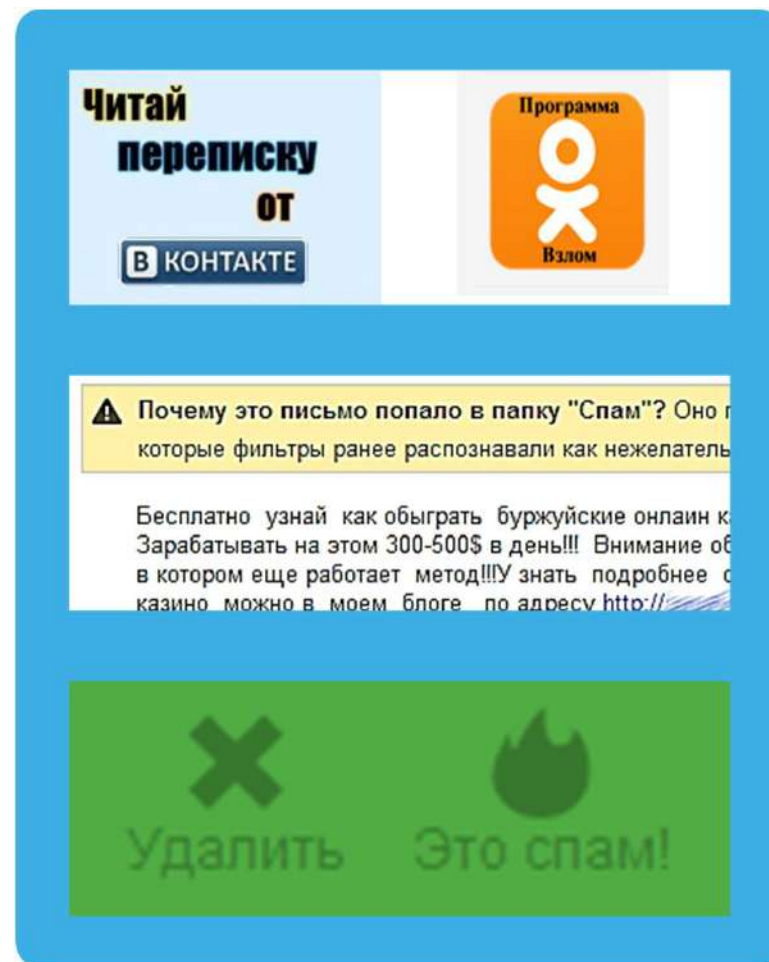 Читай
переписку
от
В КОНТАКТЕ
Программа
Взлом
Почему это письмо попало в папку "Спам"? Оно
которые фильтры ранее распознавали как
Бесплатно узнай как обыграть буржуйские онлаин
Зарабатывать на этом 300-500$ в день!!! Внимание
в котором еще работает метод!!!У знать подробнее
казино можно в моем блоге по адресу http://
Удалить
Это спам!